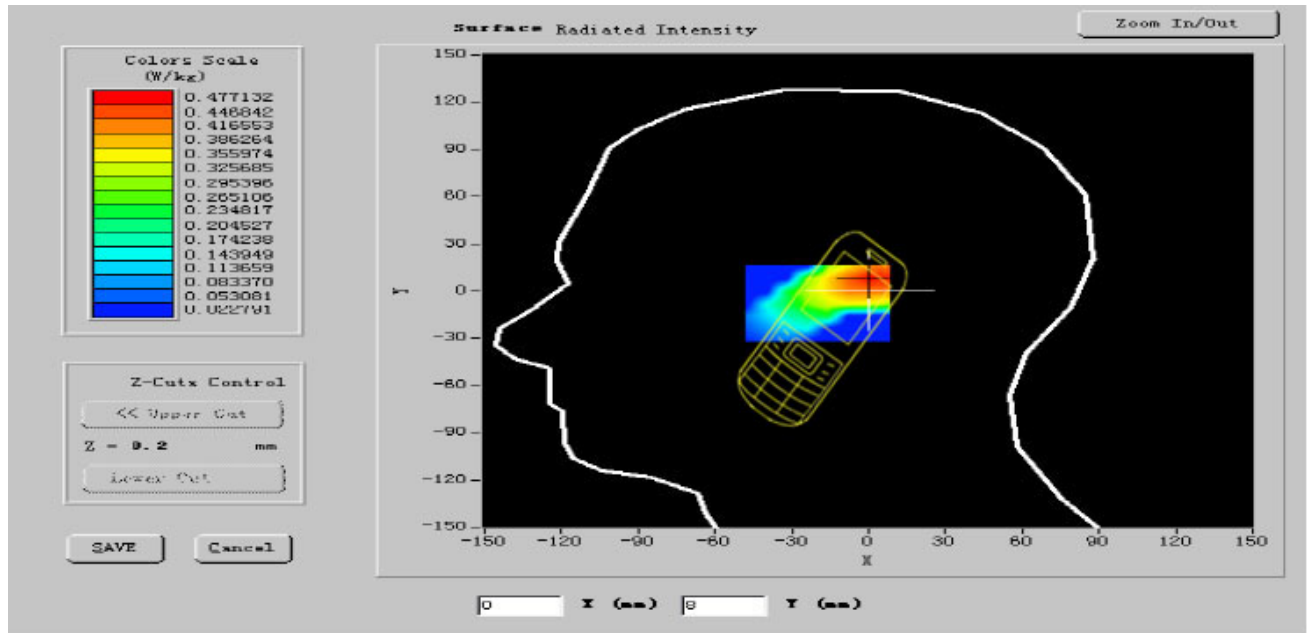 Surface Radiated Intensity
Zoom In/Out
Colors Scale
(W/kg)
0.477132
0.446842
0.416553
0.386264
0.355974
0.325685
0.295396
0.265106
0.234817
0.204527
0.174238
0.143949
0.113659
0.083370
0.053081
0.022791
Z-Cuts Control
<< Upper Cut
Z = 0.2 mm
Lower Cut
SAVE
Cancel
150
120
90
60
30
0
-30
-60
-90
-120
-150
Y
-150 -120 -90 -60 -30 0 30 60 90 120 150
X
0 X (mm) 8 Y (mm)